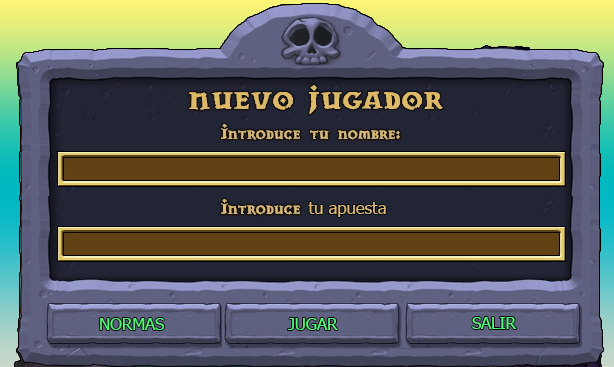 NUEVO JUGADOR
INTRODUCE TU NOMBRE:
INTRODUCE tu apuesta
NORMAS JUGAR SALIR